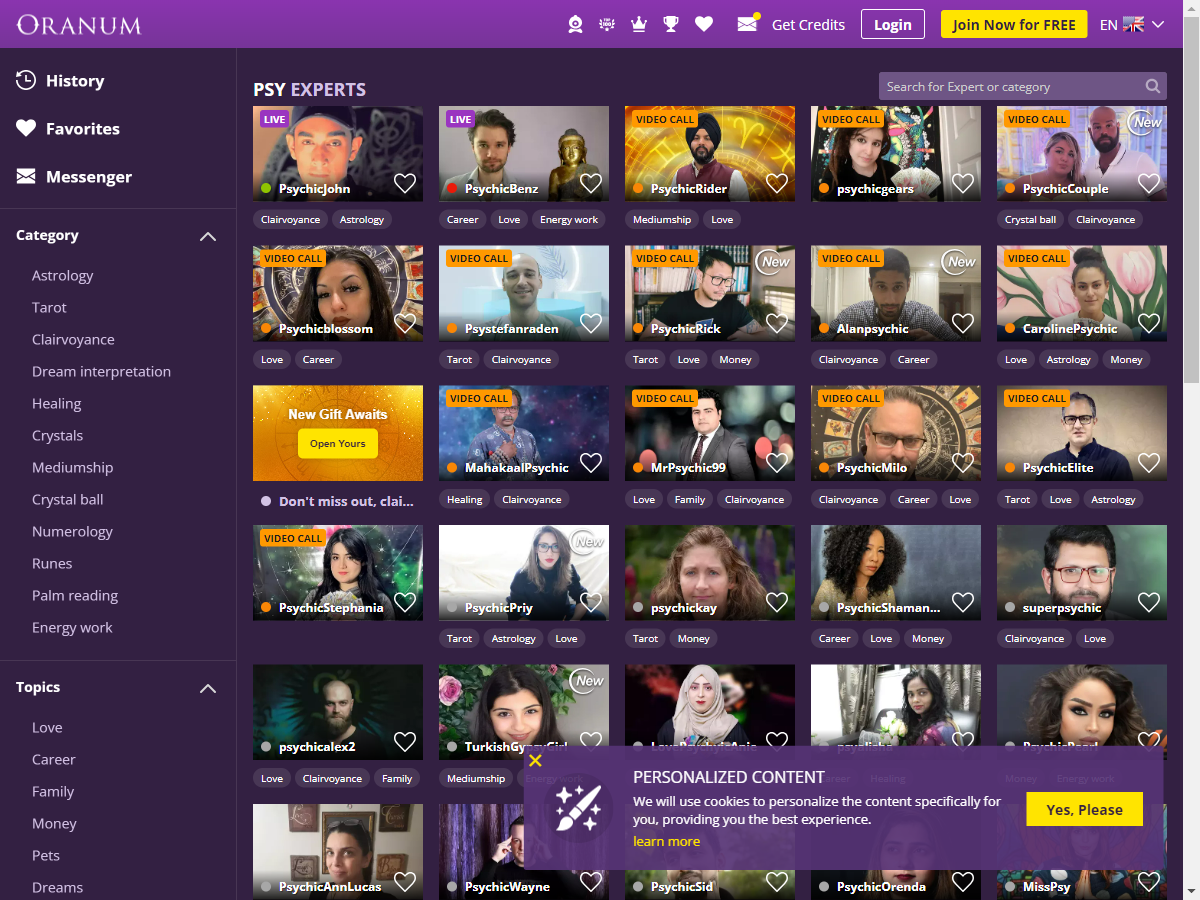 ORANUM
Get Credits
Login
Join Now for FREE
EN
History
Favorites
Messenger
Category
Astrology
Tarot
Clairvoyance
Dream interpretation
Healing
Crystals
Mediumship
Crystal ball
Numerology
Runes
Palm reading
Energy work
Topics
Love
Career
Family
Money
Pets
Dreams
PSY EXPERTS
Search for Expert or category
LIVE
PsychicJohn
Clairvoyance Astrology
LIVE
PsychicBenz
Career Love Energy work
VIDEO CALL
PsychicRider
Mediumship Love
VIDEO CALL
psychicgears
VIDEO CALL
New
PsychicCouple
Crystal ball Clairvoyance
VIDEO CALL
Psychicblossom
Love Career
VIDEO CALL
Psystefanraden
Tarot Clairvoyance
VIDEO CALL
New
PsychicRick
Tarot Love Money
VIDEO CALL
New
Alanpsychic
Clairvoyance Career
VIDEO CALL
CarolinePsychic
Love Astrology Money
New Gift Awaits
Open Yours
Don't miss out, clai...
VIDEO CALL
MahakaalPsychic
Healing Clairvoyance
VIDEO CALL
MrPsychic99
Love Family Clairvoyance
VIDEO CALL
PsychicMilo
Clairvoyance Career Love
VIDEO CALL
PsychicElite
Tarot Love Astrology
VIDEO CALL
PsychicStephania
New
PsychicPriy
Tarot Astrology Love
psychickay
Tarot Money
PsychicShaman...
Career Love Money
superpsychic
Clairvoyance Love
psychicalex2
Love Clairvoyance Family
New
TurkishGypsyGirl
Mediumship Energy work
Career Healing
PsychicPearl
Money Energy work
PsychicAnnLucas
PsychicWayne
PsychicSid
PsychicOrenda
MissPsy
PERSONALIZED CONTENT
We will use cookies to personalize the content specifically for
you, providing you the best experience.
learn more
Yes, Please